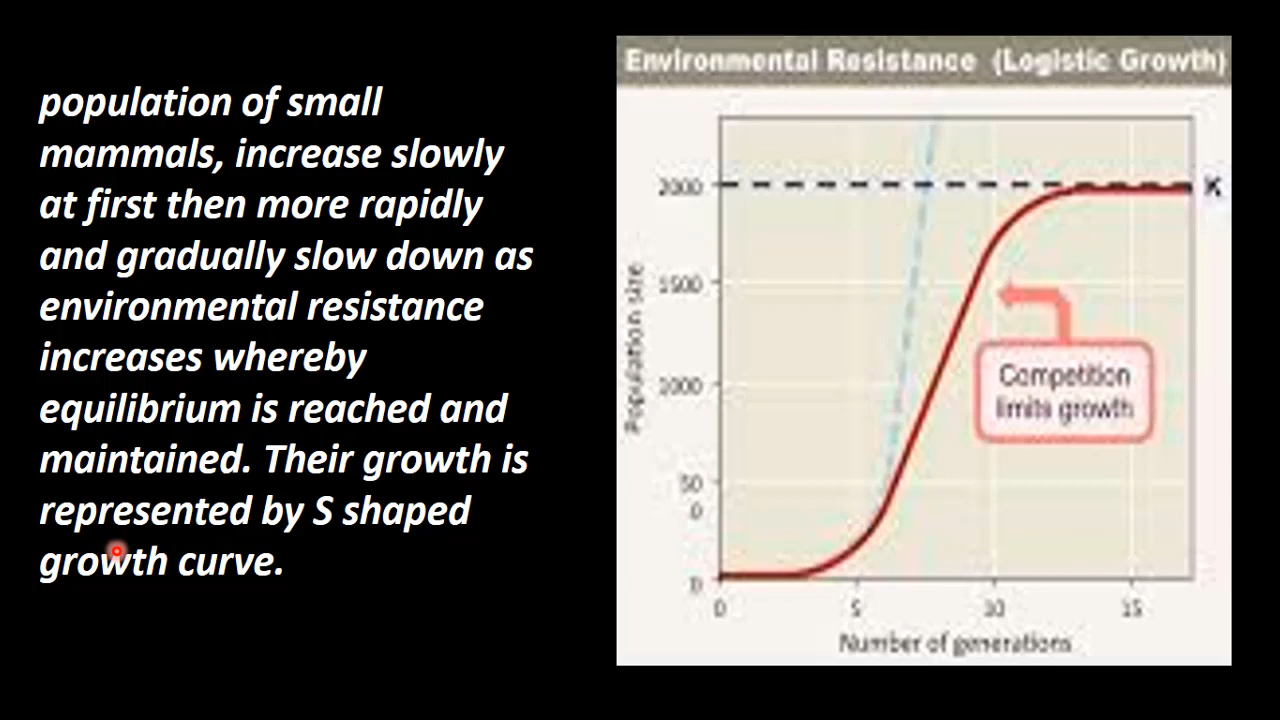 population of small
mammals, increase slowly
at first then more rapidly
and gradually slow down as
environmental resistance
increases whereby
equilibrium is reached and
maintained. Their growth is
represented by S shaped
growth curve.
Environmental Resistance (Logistic Growth)
2000
K
1500
Population size
1000
Competition
limits growth
50
0
0
0 5 10 15
Number of generations